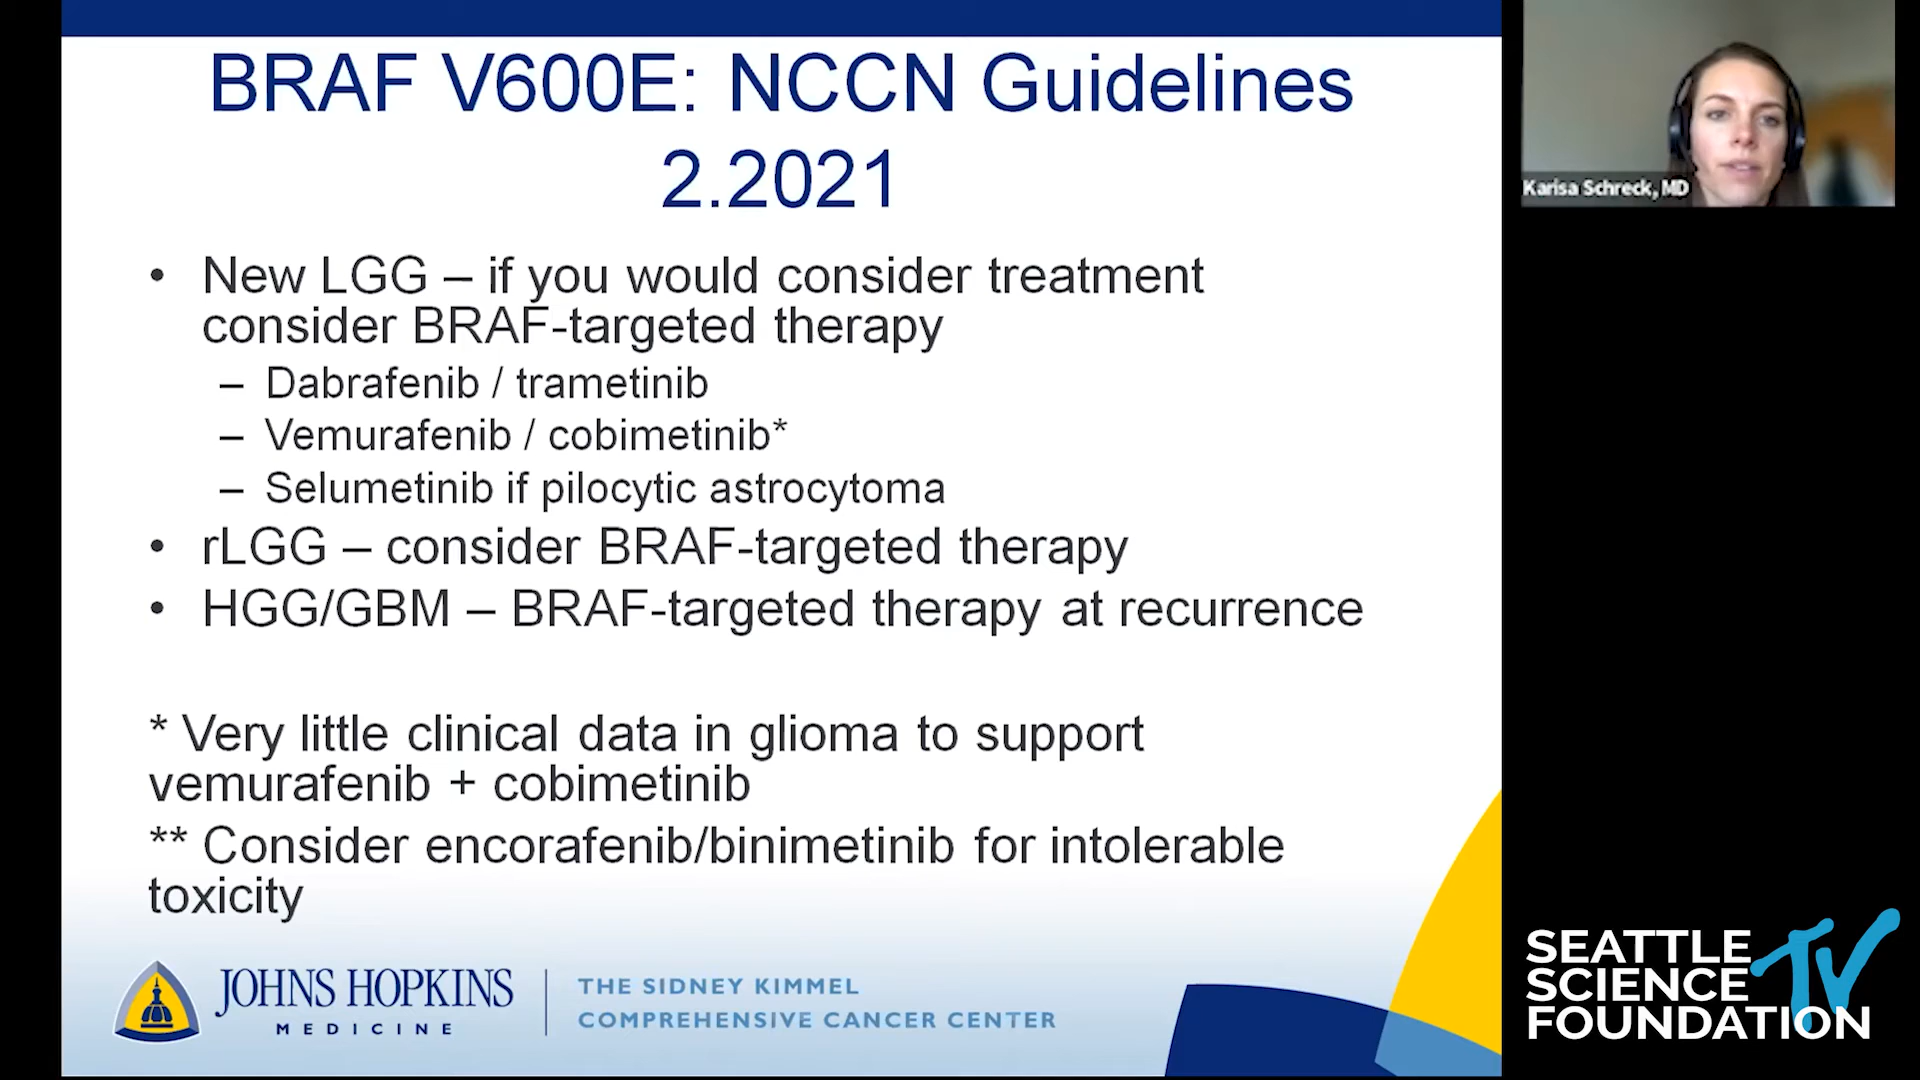 BRAF V600E: NCCN Guidelines
2.2021
• New LGG – if you would consider treatment
consider BRAF-targeted therapy
– Dabrafenib / trametinib
– Vemurafenib / cobimetinib*
– Selumetinib if pilocytic astrocytoma
• rLGG – consider BRAF-targeted therapy
• HGG/GBM – BRAF-targeted therapy at recurrence
* Very little clinical data in glioma to support
vemurafenib + cobimetinib
** Consider encorafenib/binimetinib for intolerable
toxicity
JOHNS HOPKINS
MEDICINE
THE SIDNEY KIMMEL
COMPREHENSIVE CANCER CENTER
Karisa Schreck, MD
SEATTLE
SCIENCE
FOUNDATION
TV